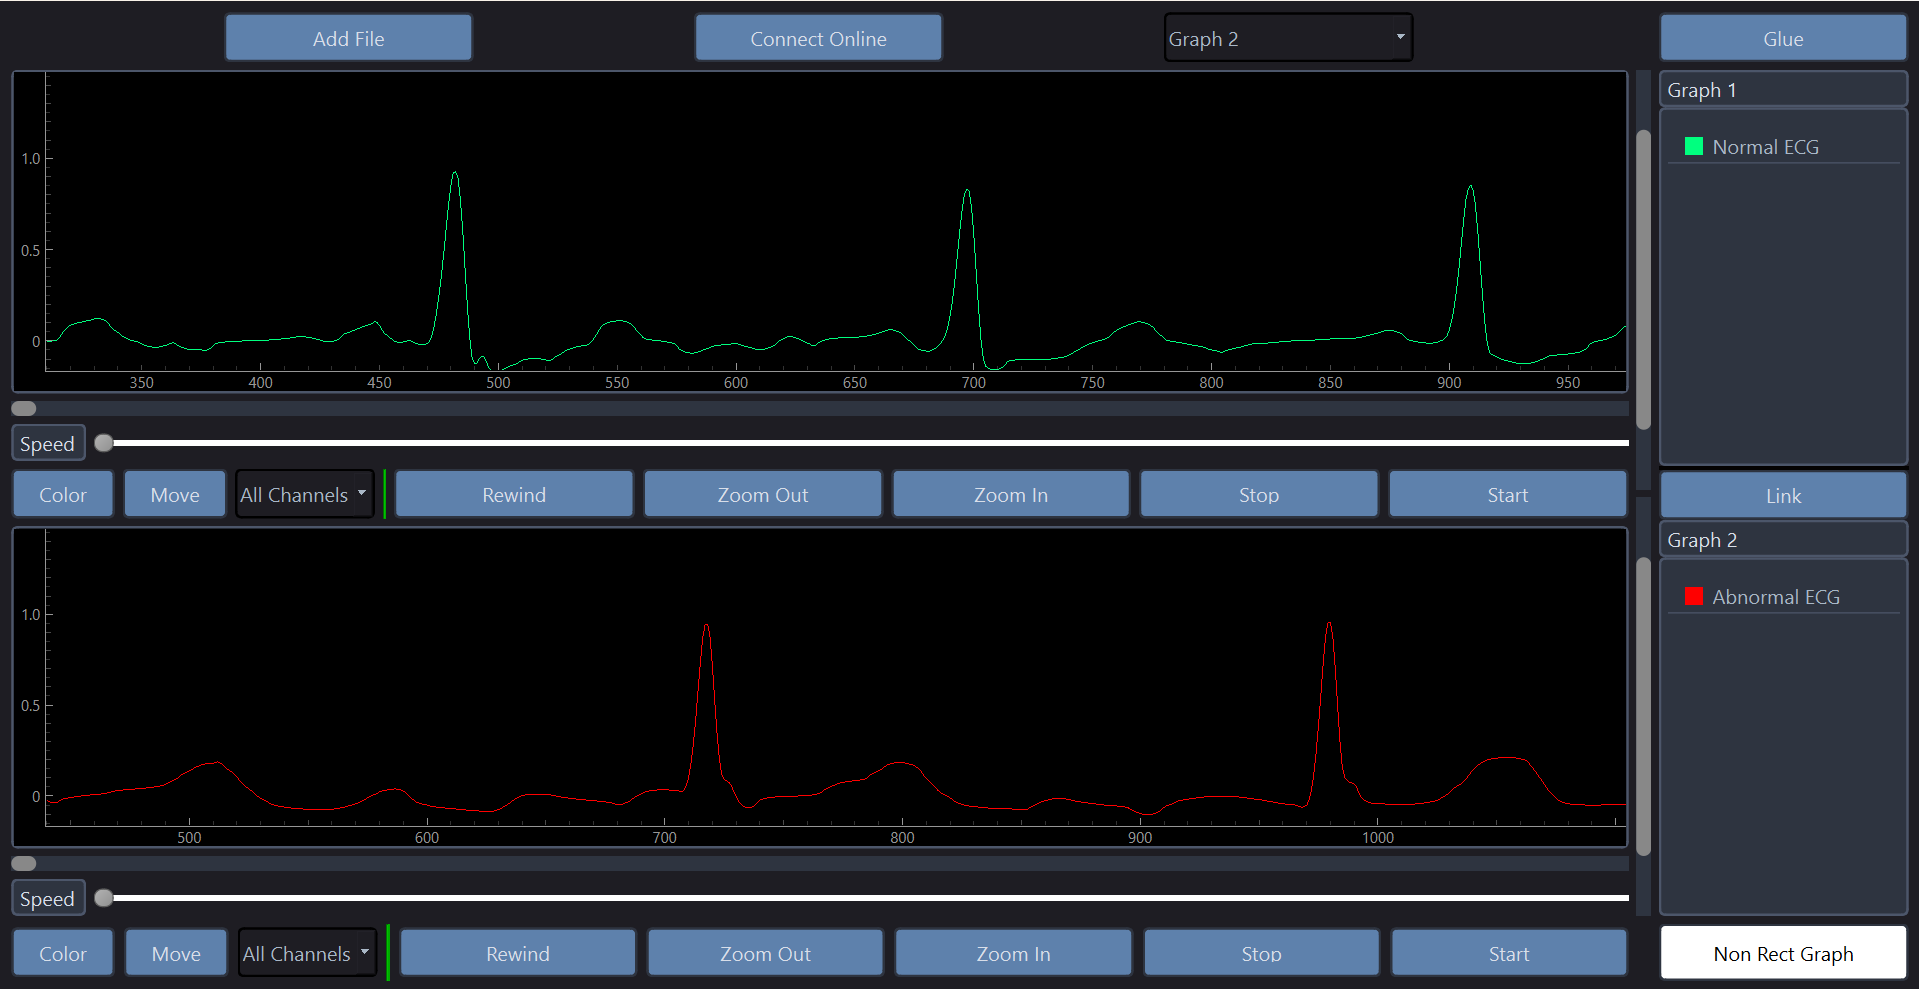 Add File
Connect Online
Graph 2
Glue
Graph 1
Normal ECG
1.0
0.5
0
350 400 450 500 550 600 650 700 750 800 850 900 950
Speed
Color Move All Channels Rewind Zoom Out Zoom In Stop Start
Link
Graph 2
Abnormal ECG
1.0
0.5
0
500 600 700 800 900 1000
Speed
Color Move All Channels Rewind Zoom Out Zoom In Stop Start
Non Rect Graph